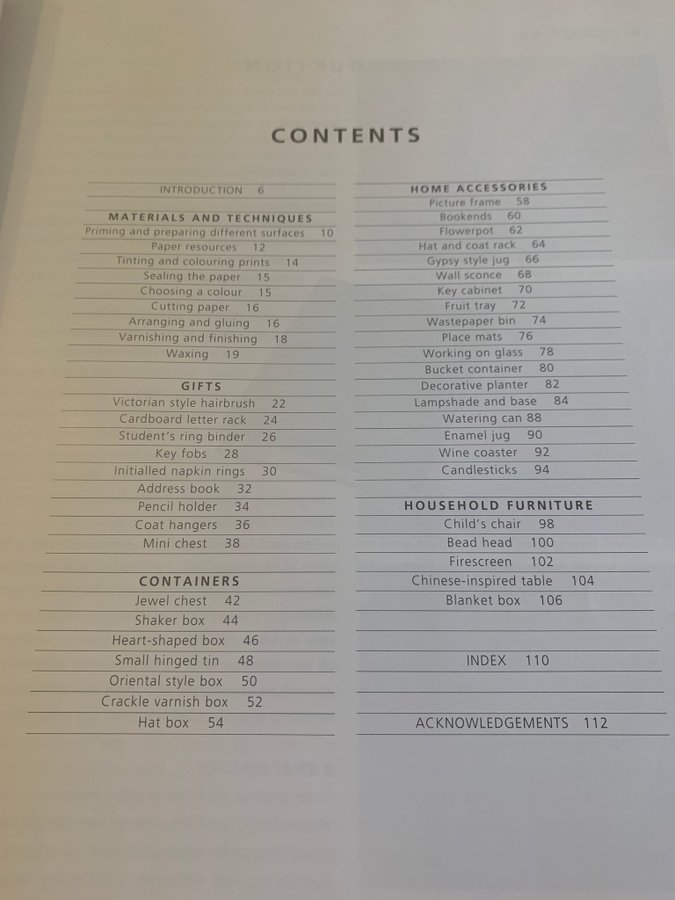 CONTENTS
INTRODUCTION 6
MATERIALS AND TECHNIQUES
Priming and preparing different surfaces 10
Paper resources 12
Tinting and colouring prints 14
Sealing the paper 15
Choosing a colour 15
Cutting paper 16
Arranging and gluing 16
Varnishing and finishing 18
Waxing 19
GIFTS
Victorian style hairbrush 22
Cardboard letter rack 24
Student's ring binder 26
Key fobs 28
Initialled napkin rings 30
Address book 32
Pencil holder 34
Coat hangers 36
Mini chest 38
CONTAINERS
Jewel chest 42
Shaker box 44
Heart-shaped box 46
Small hinged tin 48
Oriental style box 50
Crackle varnish box 52
Hat box 54
HOME ACCESSORIES
Picture frame 58
Bookends 60
Flowerpot 62
Hat and coat rack 64
Gypsy style jug 66
Wall sconce 68
Key cabinet 70
Fruit tray 72
Wastepaper bin 74
Place mats 76
Working on glass 78
Bucket container 80
Decorative planter 82
Lampshade and base 84
Watering can 88
Enamel jug 90
Wine coaster 92
Candlesticks 94
HOUSEHOLD FURNITURE
Child's chair 98
Bead head 100
Firescreen 102
Chinese-inspired table 104
Blanket box 106
INDEX 110
ACKNOWLEDGEMENTS 112